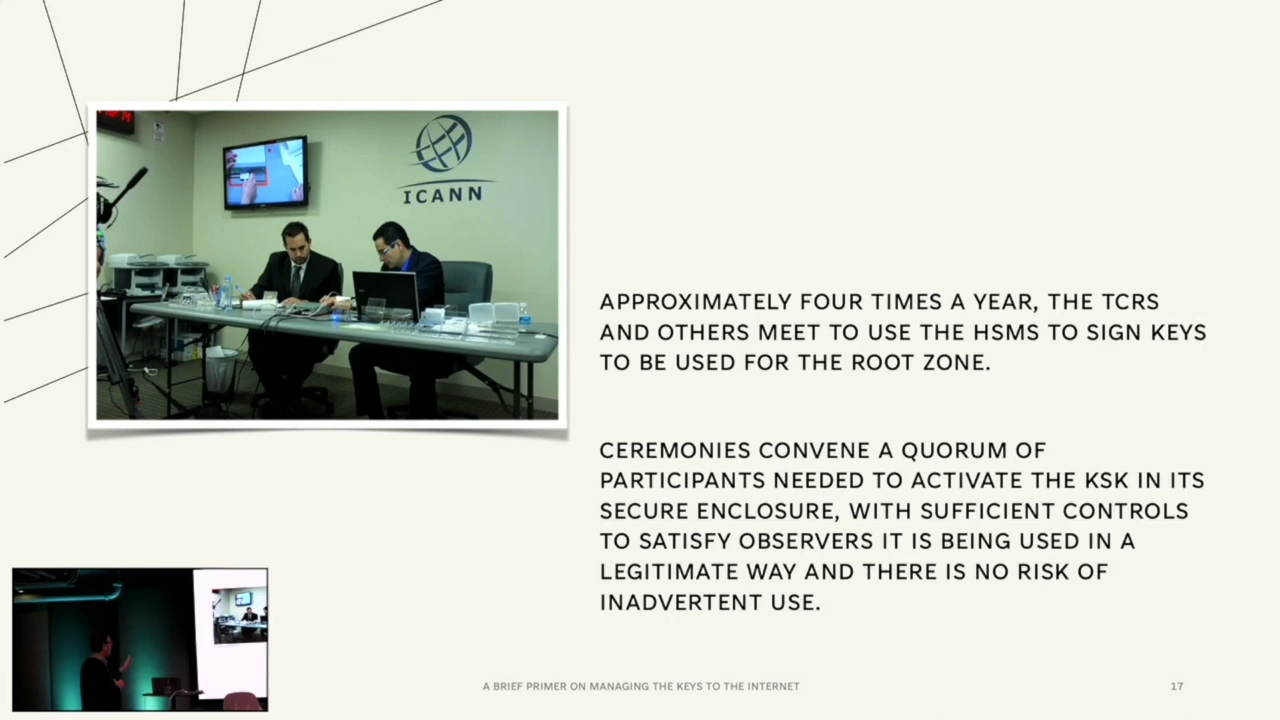 ICANN
APPROXIMATELY FOUR TIMES A YEAR, THE TCRS
AND OTHERS MEET TO USE THE HSMS TO SIGN KEYS
TO BE USED FOR THE ROOT ZONE.
CEREMONIES CONVENE A QUORUM OF
PARTICIPANTS NEEDED TO ACTIVATE THE KSK IN ITS
SECURE ENCLOSURE, WITH SUFFICIENT CONTROLS
TO SATISFY OBSERVERS IT IS BEING USED IN A
LEGITIMATE WAY AND THERE IS NO RISK OF
INADVERTENT USE.
A BRIEF PRIMER ON MANAGING THE KEYS TO THE INTERNET
17